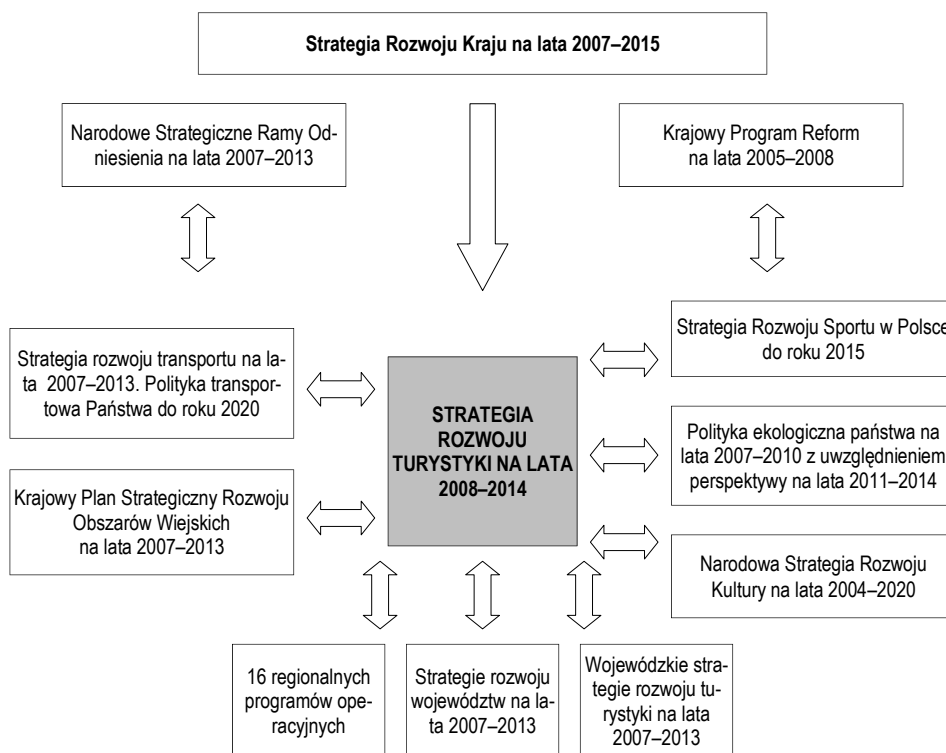 Strategia Rozwoju Kraju na lata 2007–2015
Narodowe Strategiczne Ramy Od-
niesienia na lata 2007–2013
Krajowy Program Reform
na lata 2005–2008
Strategia rozwoju transportu na la-
ta 2007–2013. Polityka transpor-
towa Państwa do roku 2020
Krajowy Plan Strategiczny Rozwoju
Obszarów Wiejskich
na lata 2007–2013
STRATEGIA
ROZWOJU
TURYSTYKI NA LATA
2008–2014
Strategia Rozwoju Sportu w Polsce
do roku 2015
Polityka ekologiczna państwa na
lata 2007–2010 z uwzględnieniem
perspektywy na lata 2011–2014
Narodowa Strategia Rozwoju
Kultury na lata 2004–2020
16 regionalnych
programów ope-
racyjnych
Strategie rozwoju
województw na la-
ta 2007–2013
Wojewódzkie stra-
tegie rozwoju tu-
rystyki na lata
2007–2013